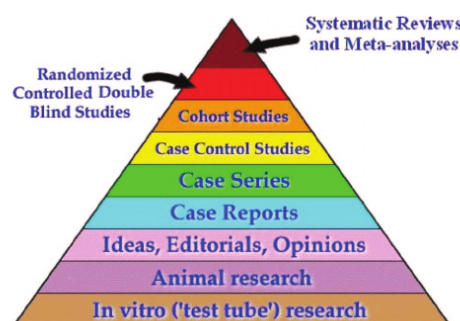 Systematic Reviews
and Meta-analyses
Randomized
Controlled Double
Blind Studies
Cohort Studies
Case Control Studies
Case Series
Case Reports
Ideas, Editorials, Opinions
Animal research
In vitro ('test tube') research